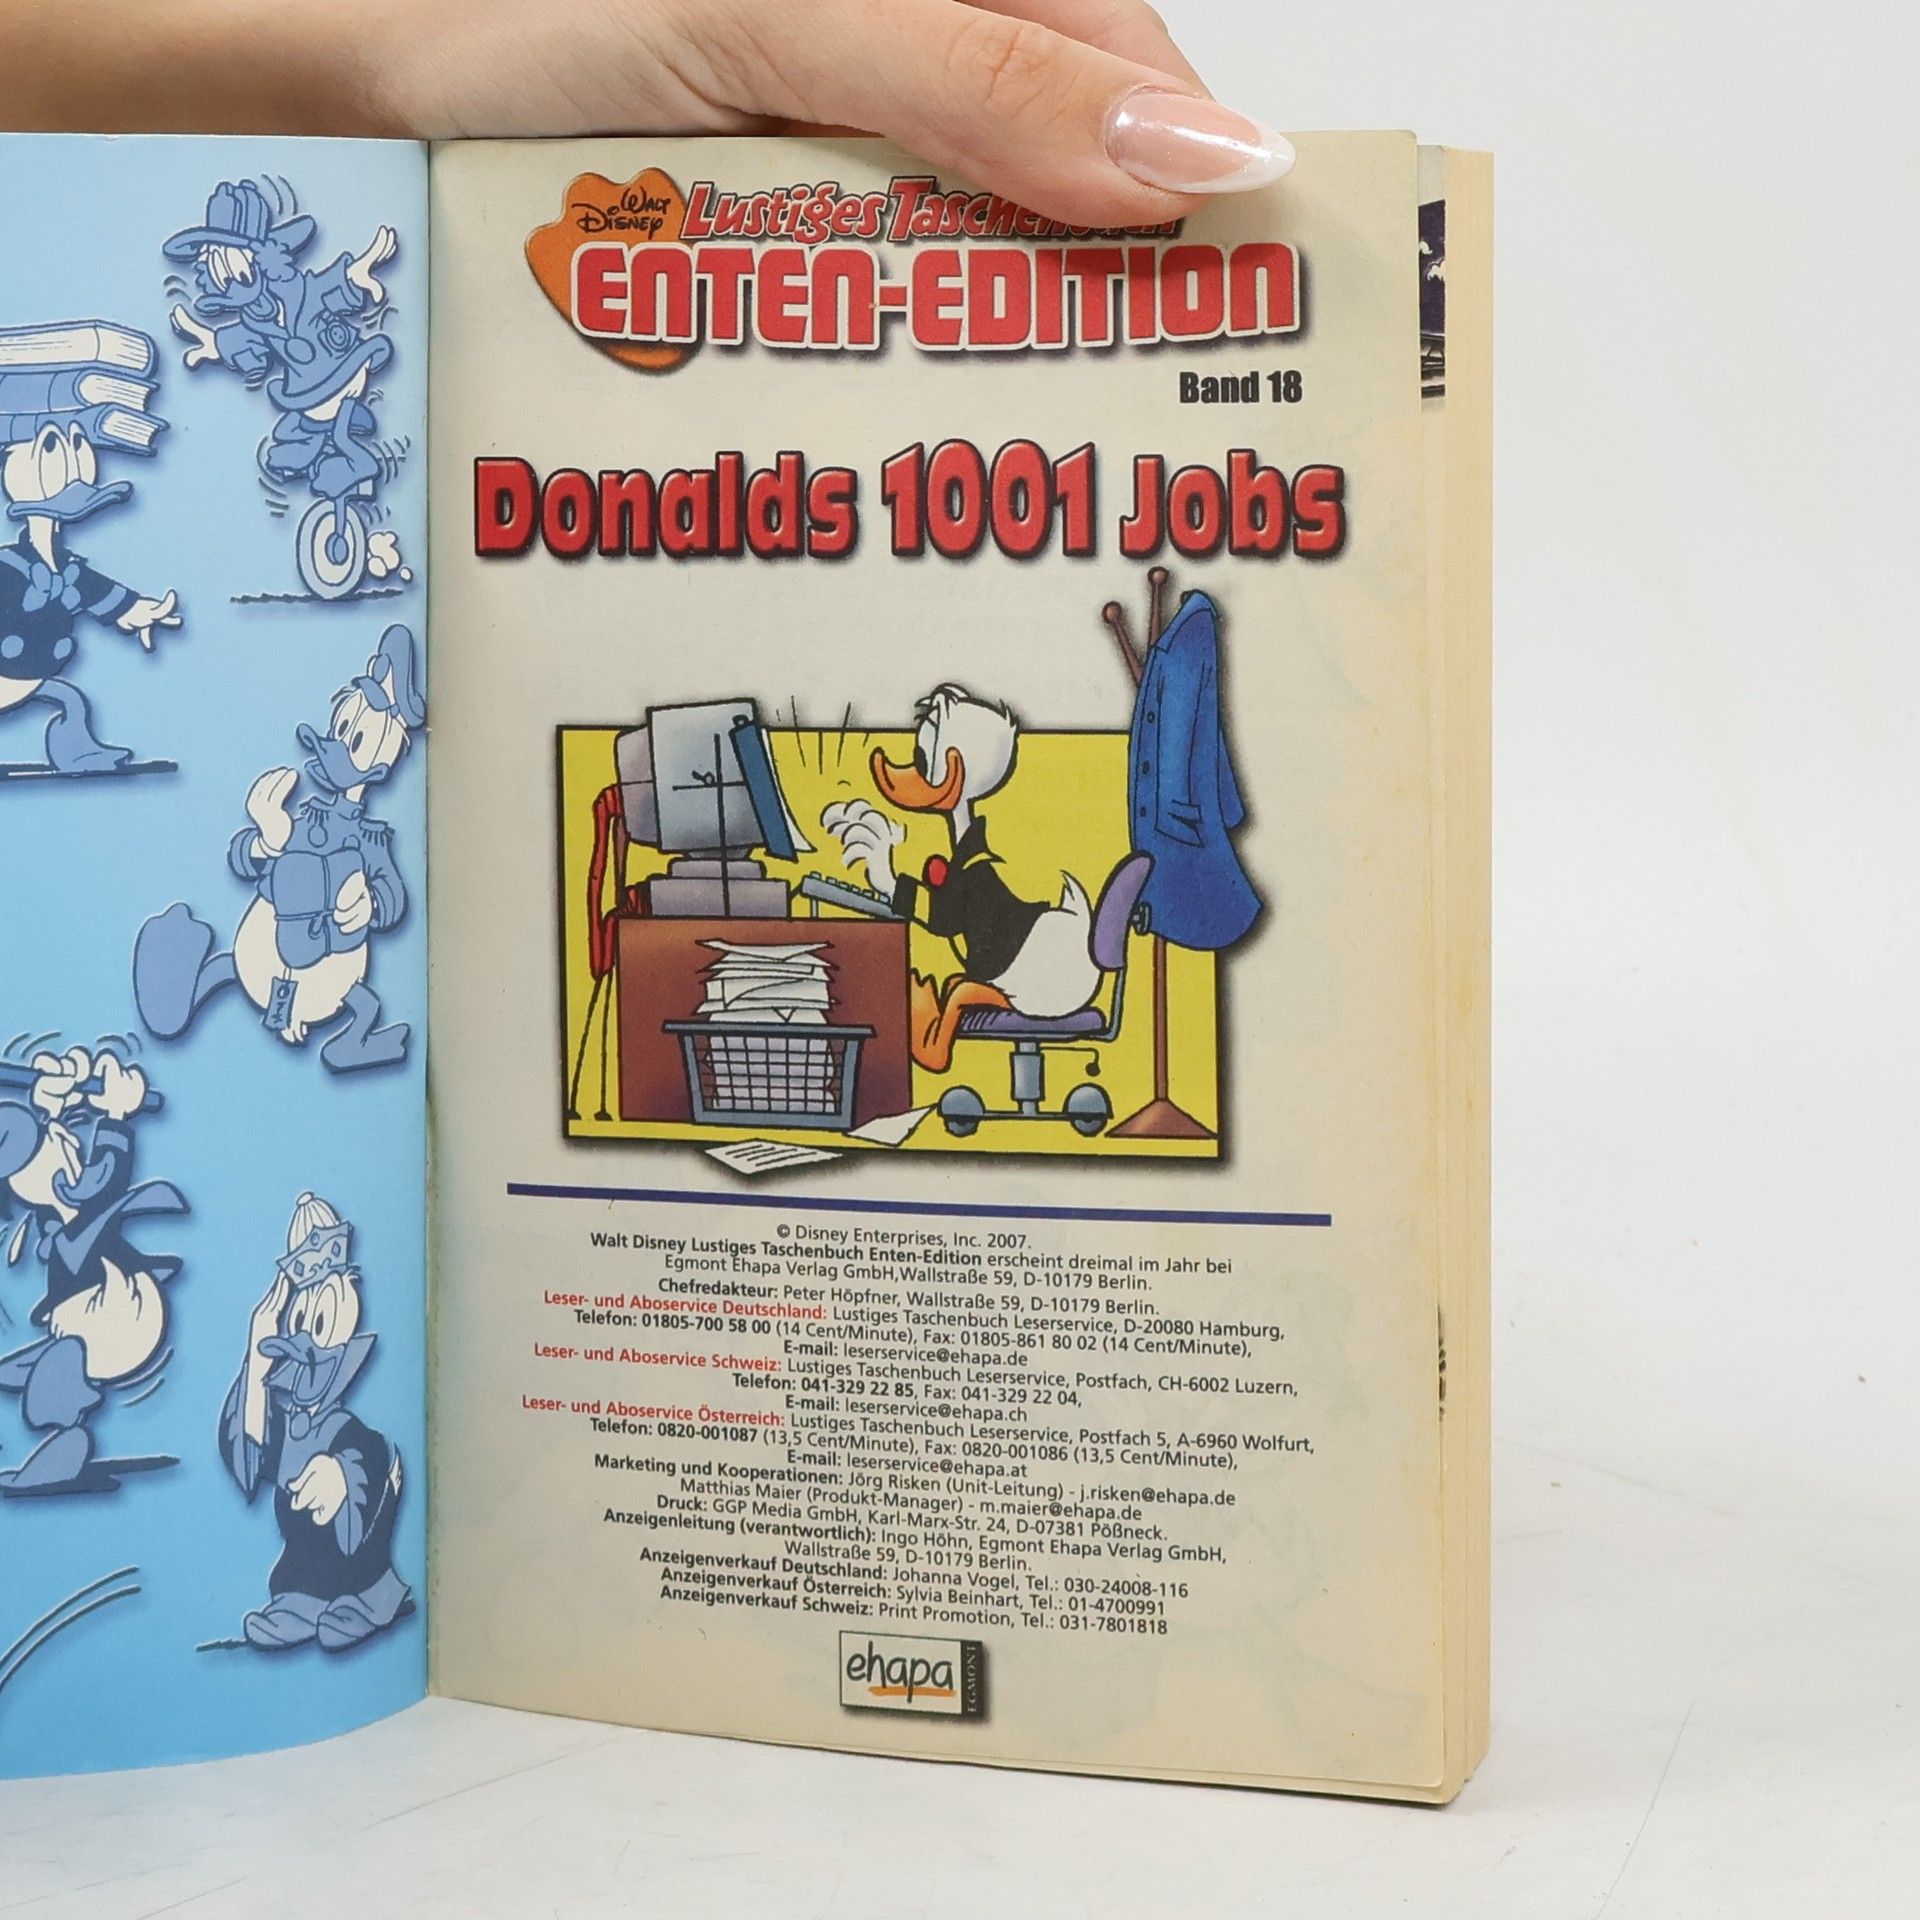 WALT DISNEY
Lustiges Taschenbuch
ENTEN-EDITION
Band 18
Donalds 1001 Jobs
© Disney Enterprises, Inc. 2007.
Walt Disney Lustiges Taschenbuch Enten-Edition erscheint dreimal im Jahr bei
Egmont Ehapa Verlag GmbH,Wallstraße 59, D-10179 Berlin.
Chefredakteur: Peter Höpfner, Wallstraße 59, D-10179 Berlin.
Leser- und Aboservice Deutschland: Lustiges Taschenbuch Leserservice, D-20080 Hamburg,
Telefon: 01805-700 58 00 (14 Cent/Minute), Fax: 01805-861 80 02 (14 Cent/Minute),
E-mail: leserservice@ehapa.de
Leser- und Aboservice Schweiz: Lustiges Taschenbuch Leserservice, Postfach, CH-6002 Luzern,
Telefon: 041-329 22 85, Fax: 041-329 22 04,
E-mail: leserservice@ehapa.ch
Leser- und Aboservice Österreich: Lustiges Taschenbuch Leserservice, Postfach 5, A-6960 Wolfurt,
Telefon: 0820-001087 (13,5 Cent/Minute), Fax: 0820-001086 (13,5 Cent/Minute),
E-mail: leserservice@ehapa.at
Marketing und Kooperationen: Jörg Risken (Unit-Leitung) - j.risken@ehapa.de
Matthias Maier (Produkt-Manager) - m.maier@ehapa.de
Druck: GGP Media GmbH, Karl-Marx-Str. 24, D-07381 Pößneck.
Anzeigenleitung (verantwortlich): Ingo Höhn, Egmont Ehapa Verlag GmbH,
Wallstraße 59, D-10179 Berlin.
Anzeigenverkauf Deutschland: Johanna Vogel, Tel.: 030-24008-116
Anzeigenverkauf Österreich: Sylvia Beinhart, Tel.: 01-4700991
Anzeigenverkauf Schweiz: Print Promotion, Tel.: 031-7801818
ehapa
EGMONT